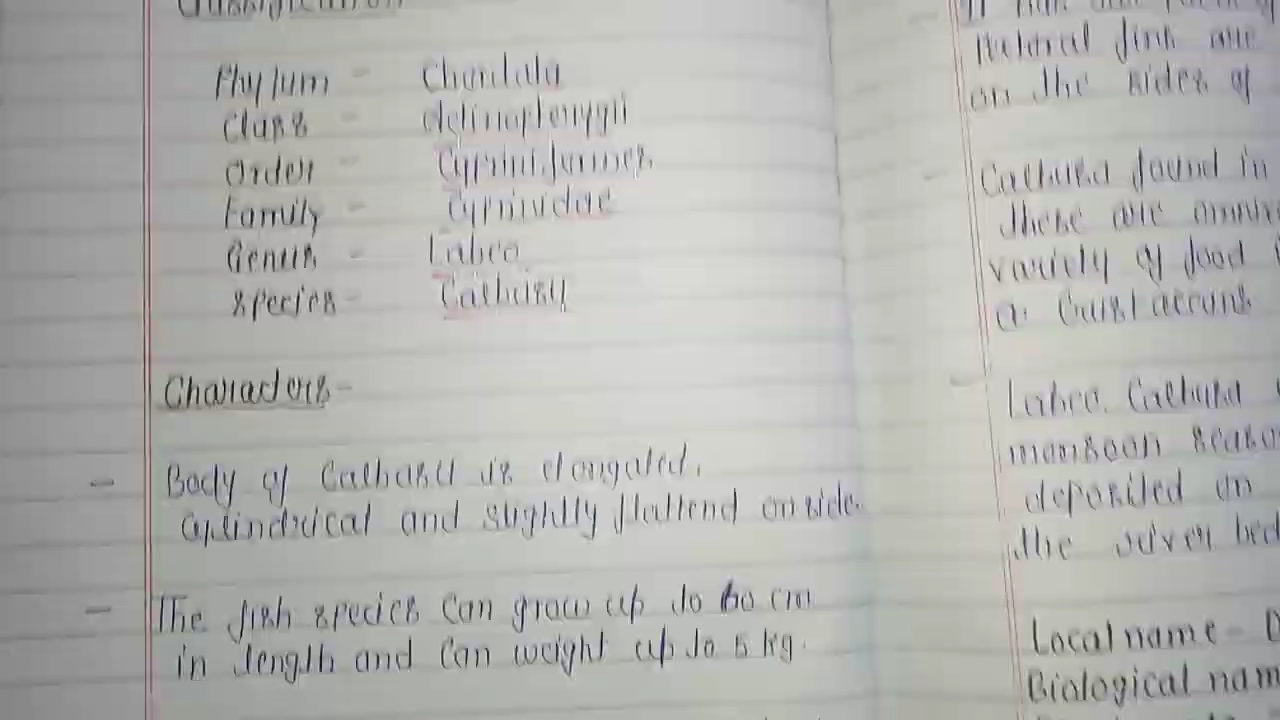 Classification
Phylum - Chordata
Class - Actinopterygii
Order - Cypriniformes
Family - Cyprinidae
Genus - Labeo
Species - Calbasu
Characters -
- Body of Calbasu is elongated,
Cylindrical and slightly flattend on side.
- The fish species can grow up to 60 cm
in length and can weight up to 5 kg.
Pectoral fins are
on the sides of
- Calbasu found in
These are
variety of food
a Crustaceans
- Labeo Calbasu
monsoon
deposited on
the river bed
Local name -
Biological name